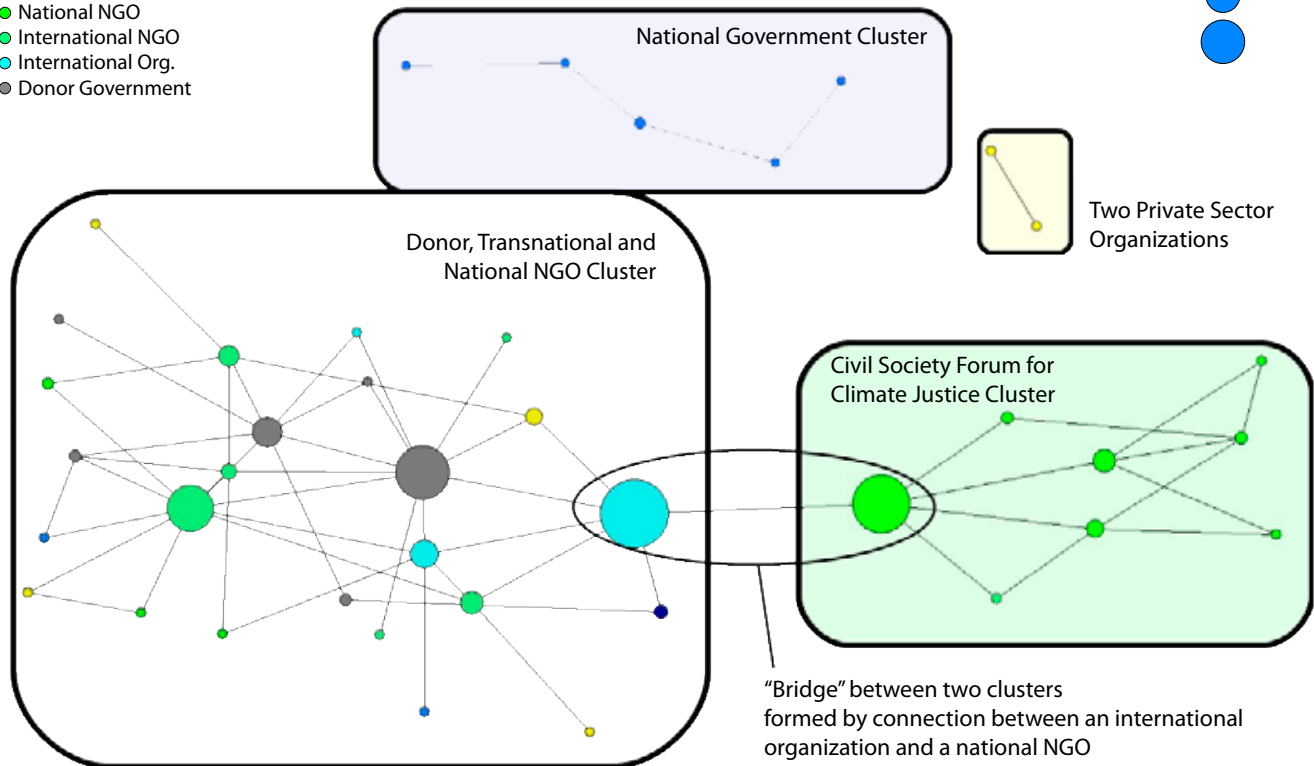 National NGO
International NGO
International Org.
Donor Government
National Government Cluster
Two Private Sector
Organizations
Donor, Transnational and
National NGO Cluster
Civil Society Forum for
Climate Justice Cluster
“Bridge” between two clusters
formed by connection between an international
organization and a national NGO